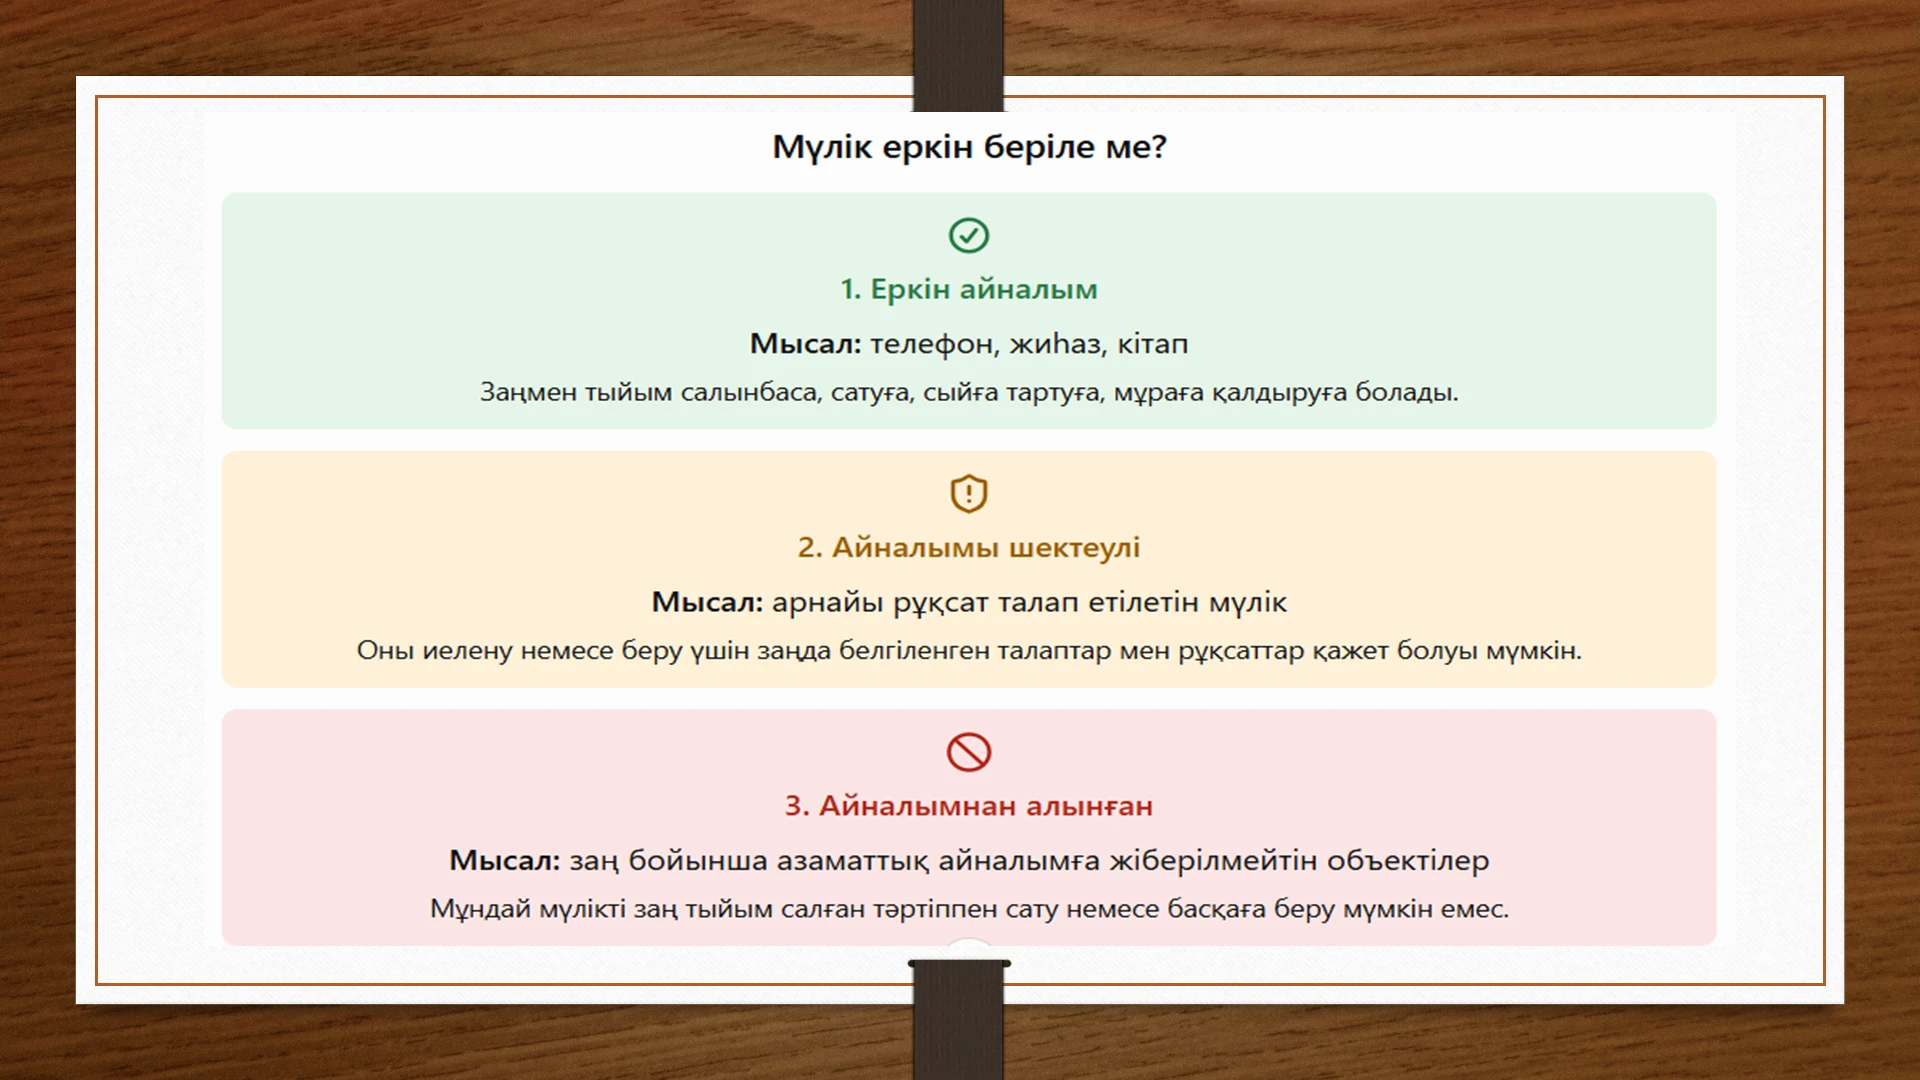 Мүлік еркін беріле ме?
1. Еркін айналым
Мысал: телефон, жиһаз, кітап
Заңмен тыйым салынбаса, сатуға, сыйға тартуға, мұраға қалдыруға болады.
2. Айналымы шектеулі
Мысал: арнайы рұқсат талап етілетін мүлік
Оны иелену немесе беру үшін заңда белгіленген талаптар мен рұқсаттар қажет болуы мүмкін.
3. Айналымнан алынған
Мысал: заң бойынша азаматтық айналымға жіберілмейтін объектілер
Мұндай мүлікті заң тыйым салған тәртіппен сату немесе басқаға беру мүмкін емес.